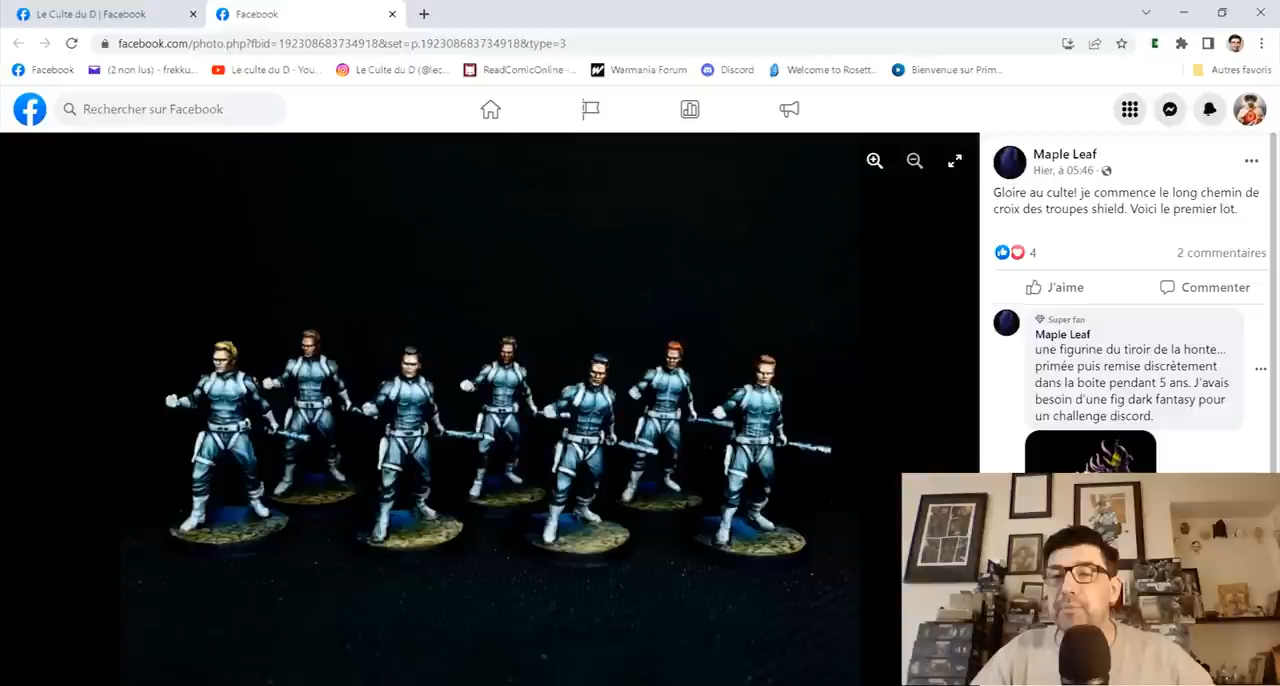 Le Culte du D | Facebook
Facebook
facebook.com/photo.php?fbid=192308683734918&set=p.192308683734918&type=3
Facebook
(2 non lus) - frekku...
Le culte du D - You...
Le Culte du D (@lec...
ReadComicOnline -...
Warmania Forum
Discord
Welcome to Rosett...
Bienvenue sur Prim...
Autres favoris
Rechercher sur Facebook
Maple Leaf
Hier, à 05:46 ·
Gloire au culte! je commence le long chemin de
croix des troupes shield. Voici le premier lot.
4
2 commentaires
J'aime
Commenter
Super fan
Maple Leaf
une figurine du tiroir de la honte...
primée puis remise discrètement
dans la boite pendant 5 ans. J'avais
besoin d'une fig dark fantasy pour
un challenge discord.